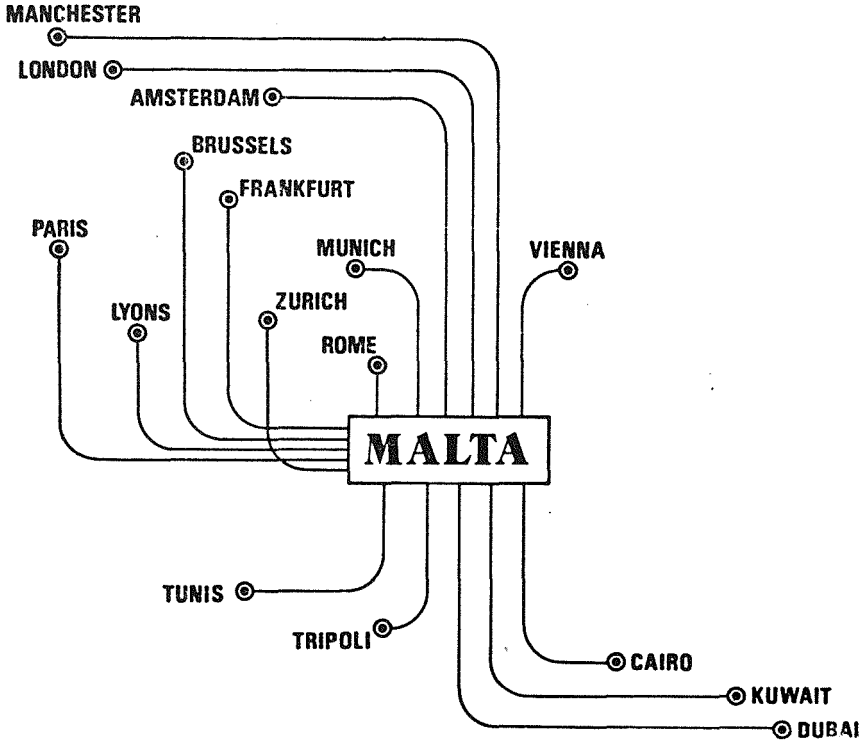 MANCHESTER
LONDON
AMSTERDAM
BRUSSELS
FRANKFURT
PARIS
MUNICH
VIENNA
LYONS
ZURICH
ROME
MALTA
TUNIS
TRIPOLI
CAIRO
KUWAIT
DUBAI